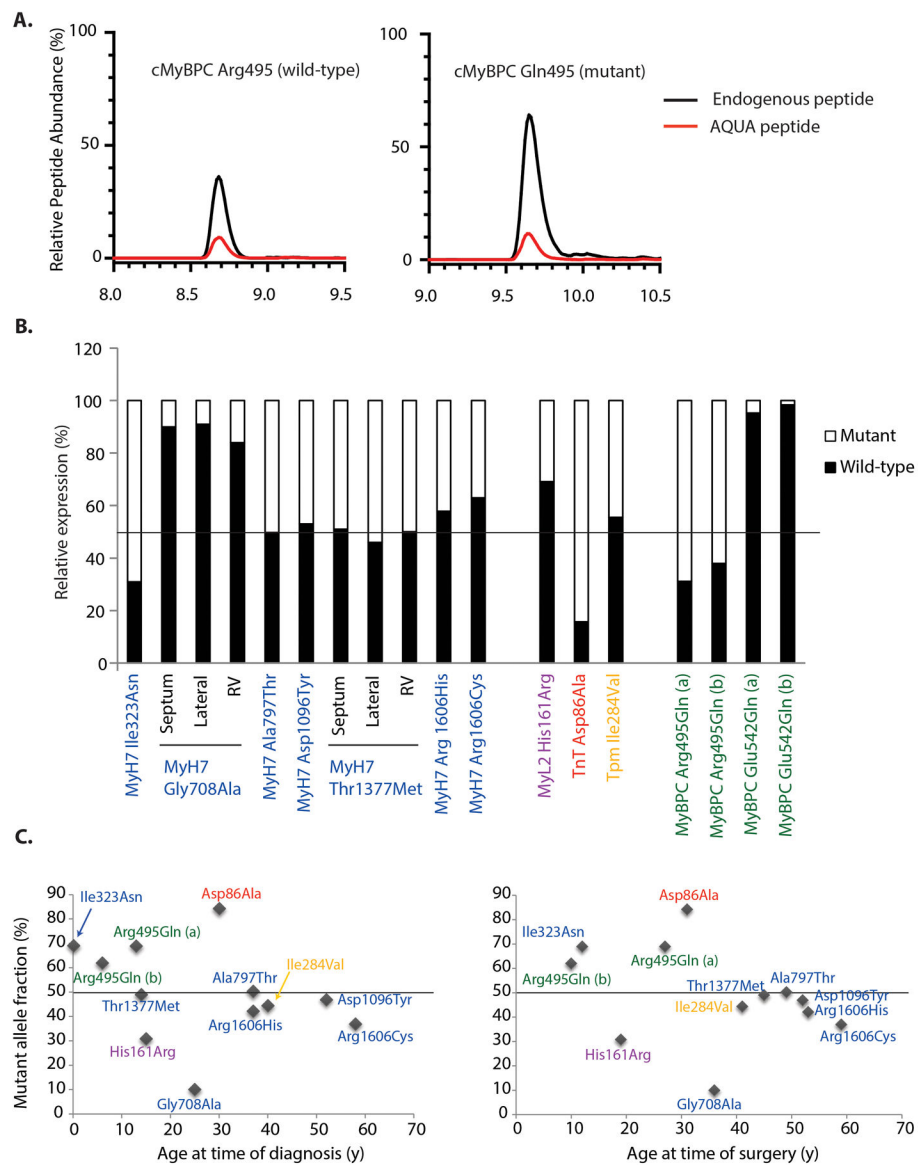 A.
Relative Peptide Abundance (%)
100
50
0
cMyBPC Arg495 (wild-type)
8.0 8.5 9.0 9.5
100
50
0
cMyBPC Gln495 (mutant)
9.0 9.5 10.0 10.5
Endogenous peptide
AQUA peptide
B.
Relative expression (%)
120
100
80
60
40
20
0
Mutant
Wild-type
MyH7 Ile323Asn
Septum
Lateral
RV
MyH7
Gly708Ala
MyH7 Ala797Thr
MyH7 Asp1096Tyr
Septum
Lateral
RV
MyH7
Thr1377Met
MyH7 Arg 1606His
MyH7 Arg1606Cys
MyL2 His161Arg
TnT Asp86Ala
Tpm Ile284Val
MyBPC Arg495Gln (a)
MyBPC Arg495Gln (b)
MyBPC Glu542Gln (a)
MyBPC Glu542Gln (b)
C.
Mutant allele fraction (%)
90
80
70
60
50
40
30
20
10
0
Ile323Asn
Asp86Ala
Arg495Gln (a)
Arg495Gln (b)
Ala797Thr
Ile284Val
Thr1377Met
Asp1096Tyr
Arg1606His
Arg1606Cys
His161Arg
Gly708Ala
0 10 20 30 40 50 60 70
Age at time of diagnosis (y)
90
80
70
60
50
40
30
20
10
0
Asp86Ala
Ile323Asn
Arg495Gln (a)
Arg495Gln (b)
Thr1377Met
Ala797Thr
Ile284Val
Asp1096Tyr
Arg1606His
Arg1606Cys
His161Arg
Gly708Ala
0 10 20 30 40 50 60 70
Age at time of surgery (y)